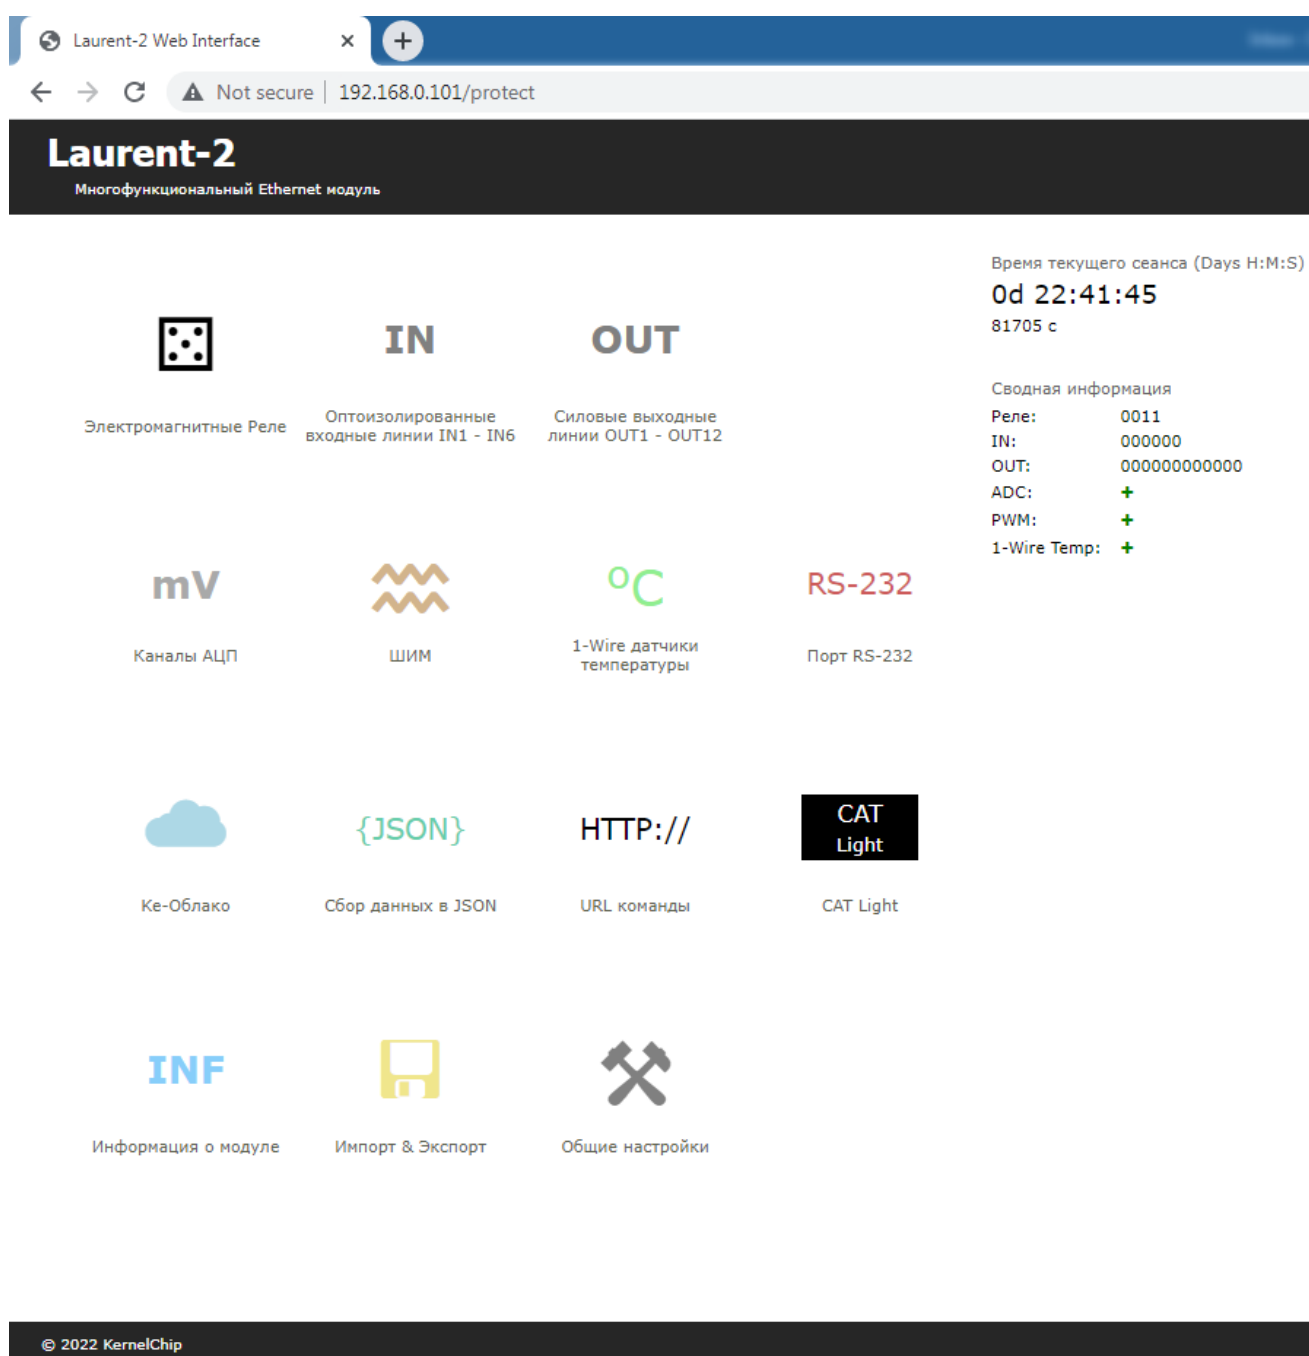 Laurent-2 Web Interface
Not secure | 192.168.0.101/protect
Laurent-2
Многофункциональный Ethernet модуль
Время текущего сеанса (Days H:M:S)
0d 22:41:45
81705 с
Сводная информация
Реле: 0011
IN: 000000
OUT: 000000000000
ADC: +
PWM: +
1-Wire Temp: +
Электромагнитные Реле
IN
Оптоизолированные
входные линии IN1 - IN6
OUT
Силовые выходные
линии OUT1 - OUT12
mV
Каналы АЦП
ШИМ
°C
1-Wire датчики
температуры
RS-232
Порт RS-232
Ке-Облако
{JSON}
Сбор данных в JSON
HTTP://
URL команды
CAT
Light
CAT Light
INF
Информация о модуле
Импорт & Экспорт
Общие настройки
© 2022 KernelChip